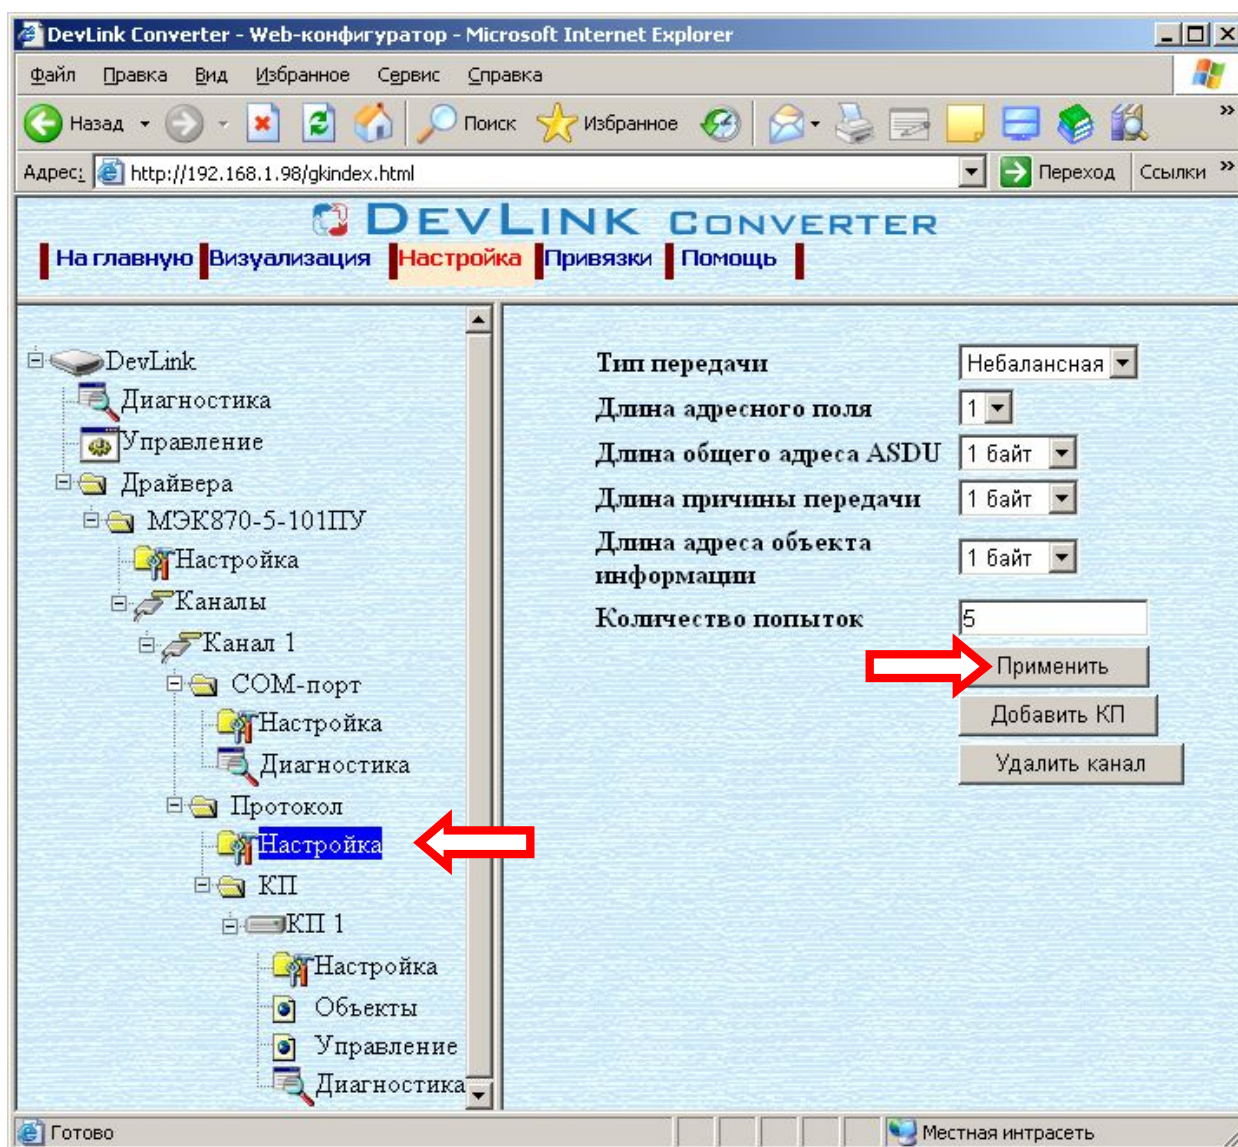 DevLink Converter - Web-конфигуратор - Microsoft Internet Explorer
Файл Правка Вид Избранное Сервис Справка
Назад Поиск Избранное »
Адрес: http://192.168.1.98/gkindex.html Переход Ссылки »
DEVLINK CONVERTER
На главную Визуализация Настройка Привязки Помощь
DevLink
Диагностика
Управление
Драйвера
МЭК870-5-101ПУ
Настройка
Каналы
Канал 1
COM-порт
Настройка
Диагностика
Протокол
Настройка
КП
КП 1
Настройка
Объекты
Управление
Диагностика
Тип передачи Небалансная
Длина адресного поля 1
Длина общего адреса ASDU 1 байт
Длина причины передачи 1 байт
Длина адреса объекта
информации 1 байт
Количество попыток 5
Применить
Добавить КП
Удалить канал
Готово Местная интрасеть